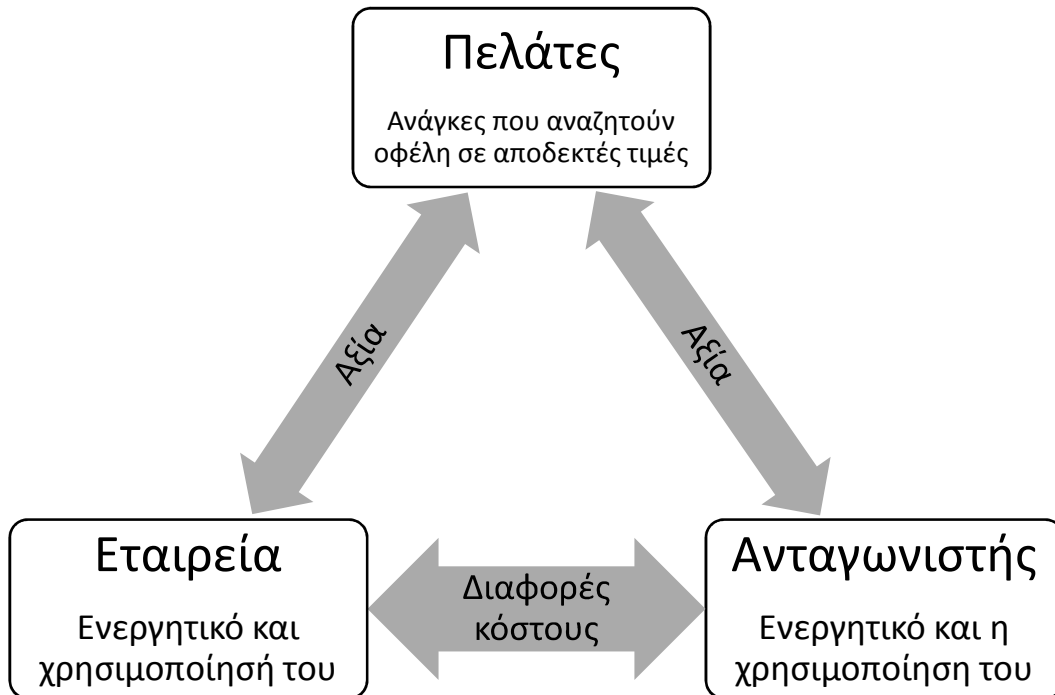 Πελάτες
Ανάγκες που αναζητούν
οφέλη σε αποδεκτές τιμές
Αξία
Αξία
Εταιρεία
Ενεργητικό και
χρησιμοποίησή του
Διαφορές
κόστους
Ανταγωνιστής
Ενεργητικό και η
χρησιμοποίηση του